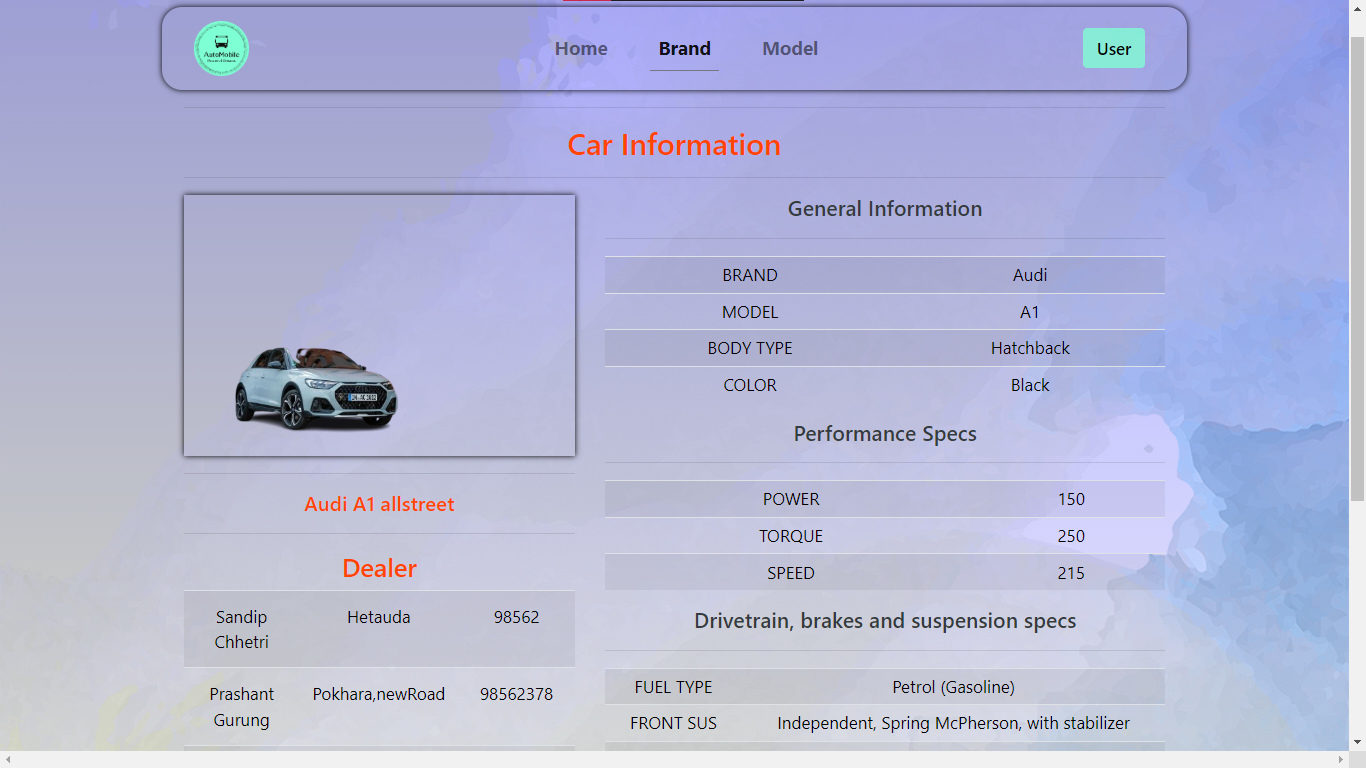 AutoMobile
Home
Brand
Model
User
Car Information
General Information
BRAND Audi
MODEL A1
BODY TYPE Hatchback
COLOR Black
Performance Specs
POWER 150
TORQUE 250
SPEED 215
Drivetrain, brakes and suspension specs
FUEL TYPE Petrol (Gasoline)
FRONT SUS Independent, Spring McPherson, with stabilizer
Audi A1 allstreet
Dealer
Sandip
Chhetri
Hetauda
98562
Prashant
Gurung
Pokhara,newRoad
98562378